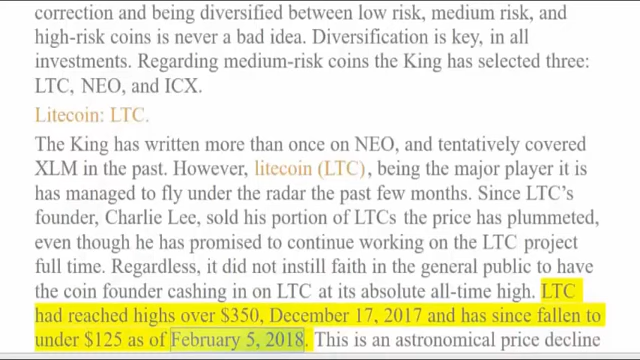 correction and being diversified between low risk, medium risk, and
high-risk coins is never a bad idea. Diversification is key, in all
investments. Regarding medium-risk coins the King has selected three:
LTC, NEO, and ICX.
Litecoin: LTC.
The King has written more than once on NEO, and tentatively covered
XLM in the past. However, litecoin (LTC), being the major player it is
has managed to fly under the radar the past few months. Since LTC's
founder, Charlie Lee, sold his portion of LTCs the price has plummeted,
even though he has promised to continue working on the LTC project
full time. Regardless, it did not instill faith in the general public to have
the coin founder cashing in on LTC at its absolute all-time high. LTC
had reached highs over $350, December 17, 2017 and has since fallen to
under $125 as of February 5, 2018. This is an astronomical price decline